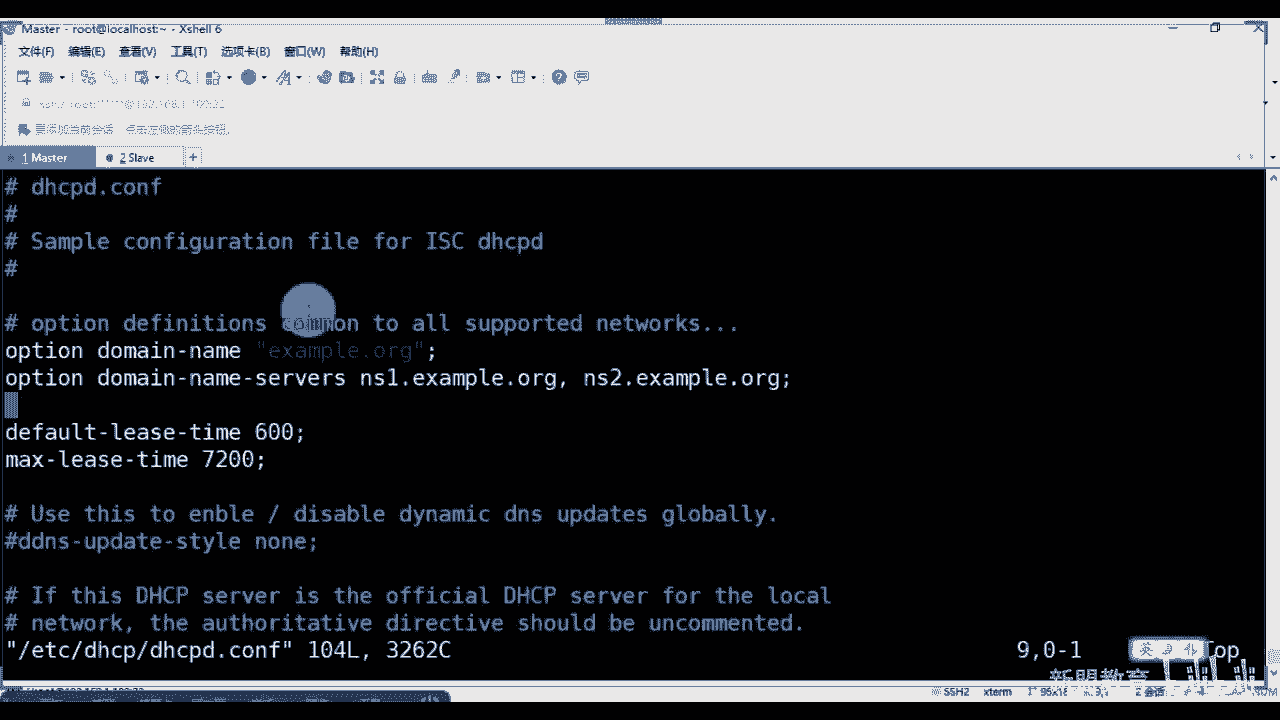 Master - root@localhost:~ - Xshell 6
文件(F) 编辑(E) 查看(V) 工具(T) 选项卡(B) 窗口(W) 帮助(H)
1 Master
2 Slave
+
# dhcpd.conf
#
# Sample configuration file for ISC dhcpd
#
# option definitions common to all supported networks...
option domain-name "example.org";
option domain-name-servers ns1.example.org, ns2.example.org;
default-lease-time 600;
max-lease-time 7200;
# Use this to enble / disable dynamic dns updates globally.
#ddns-update-style none;
# If this DHCP server is the official DHCP server for the local
# network, the authoritative directive should be uncommented.
"/etc/dhcp/dhcpd.conf" 104L, 3262C 9,0-1 Top
英
SSH2 xterm